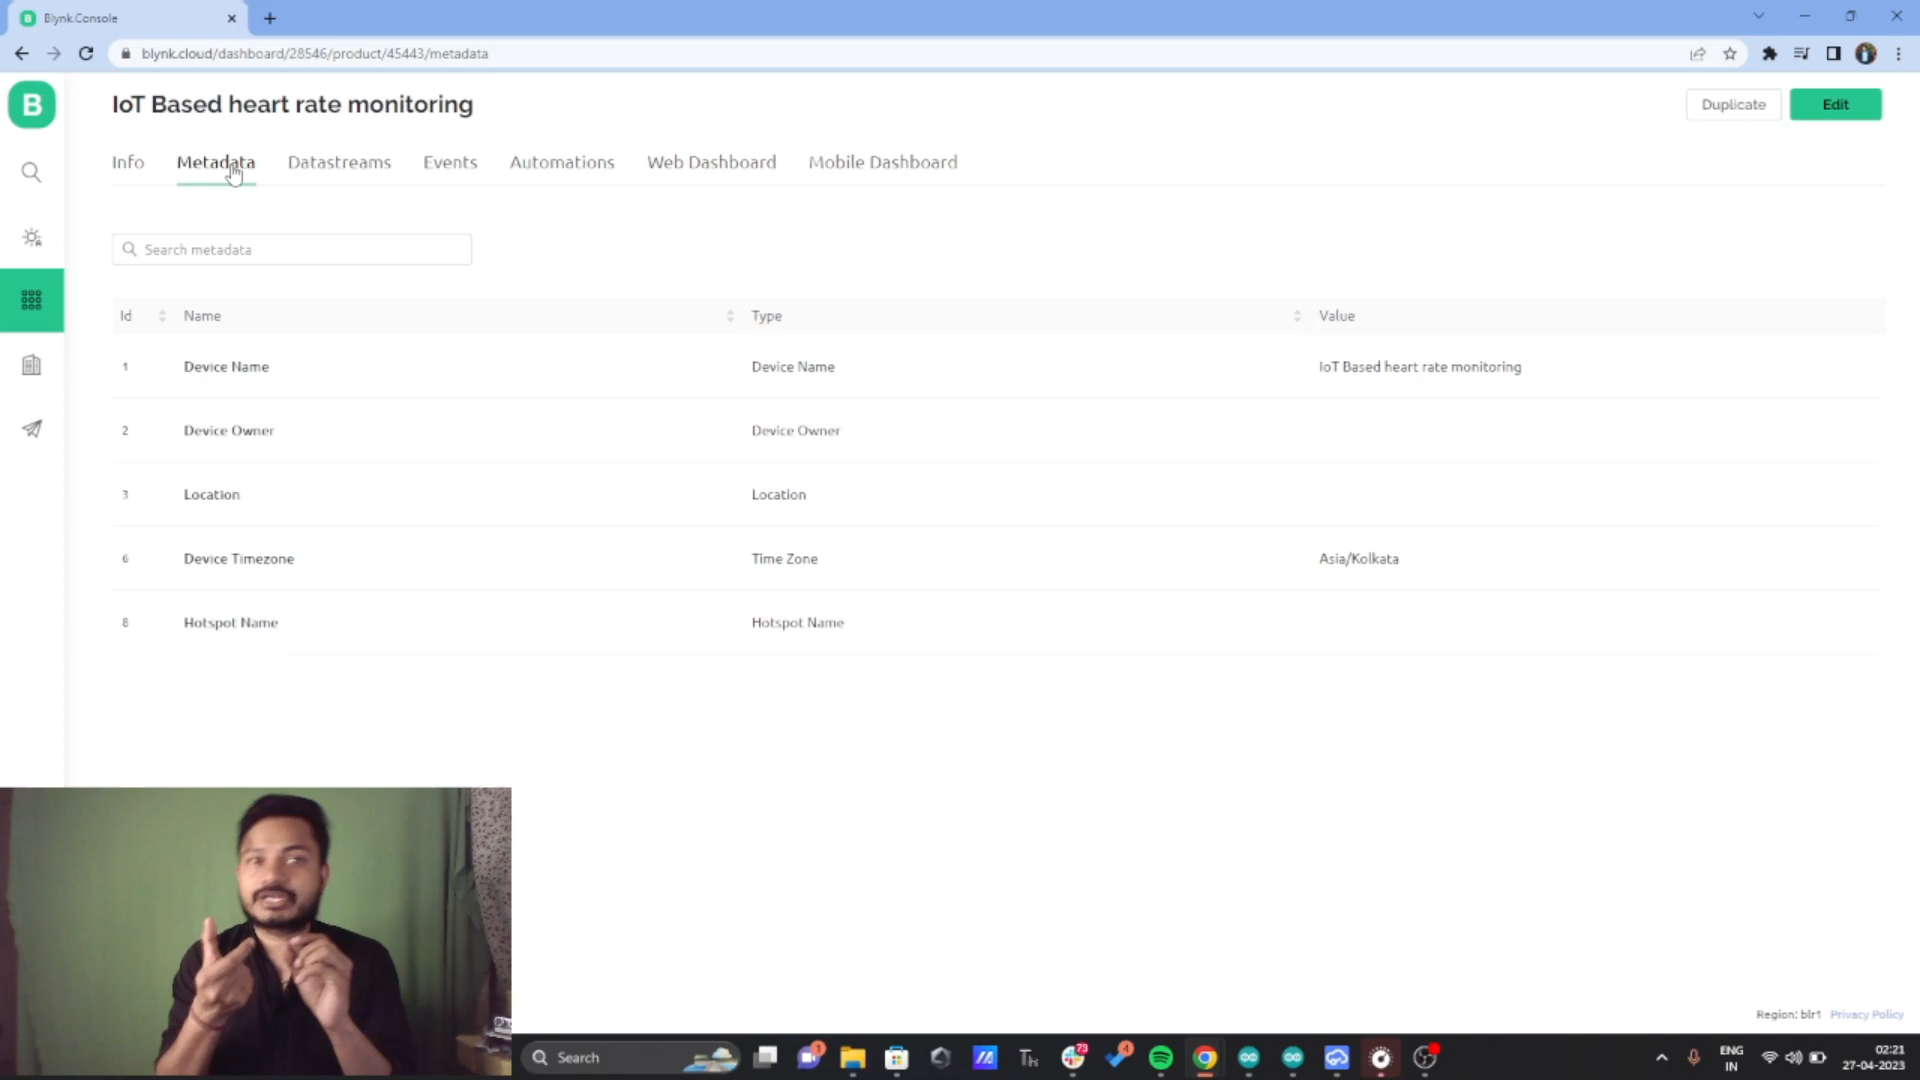 Blynk.Console
blynk.cloud/dashboard/28546/product/45443/metadata
B
IoT Based heart rate monitoring
Duplicate
Edit
Info
Metadata
Datastreams
Events
Automations
Web Dashboard
Mobile Dashboard
Search metadata
Id Name Type Value
1 Device Name Device Name IoT Based heart rate monitoring
2 Device Owner Device Owner
3 Location Location
6 Device Timezone Time Zone Asia/Kolkata
8 Hotspot Name Hotspot Name
Region: blr1 Privacy Policy
Search
1
73
4
ENG
IN
02:21
27-04-2023